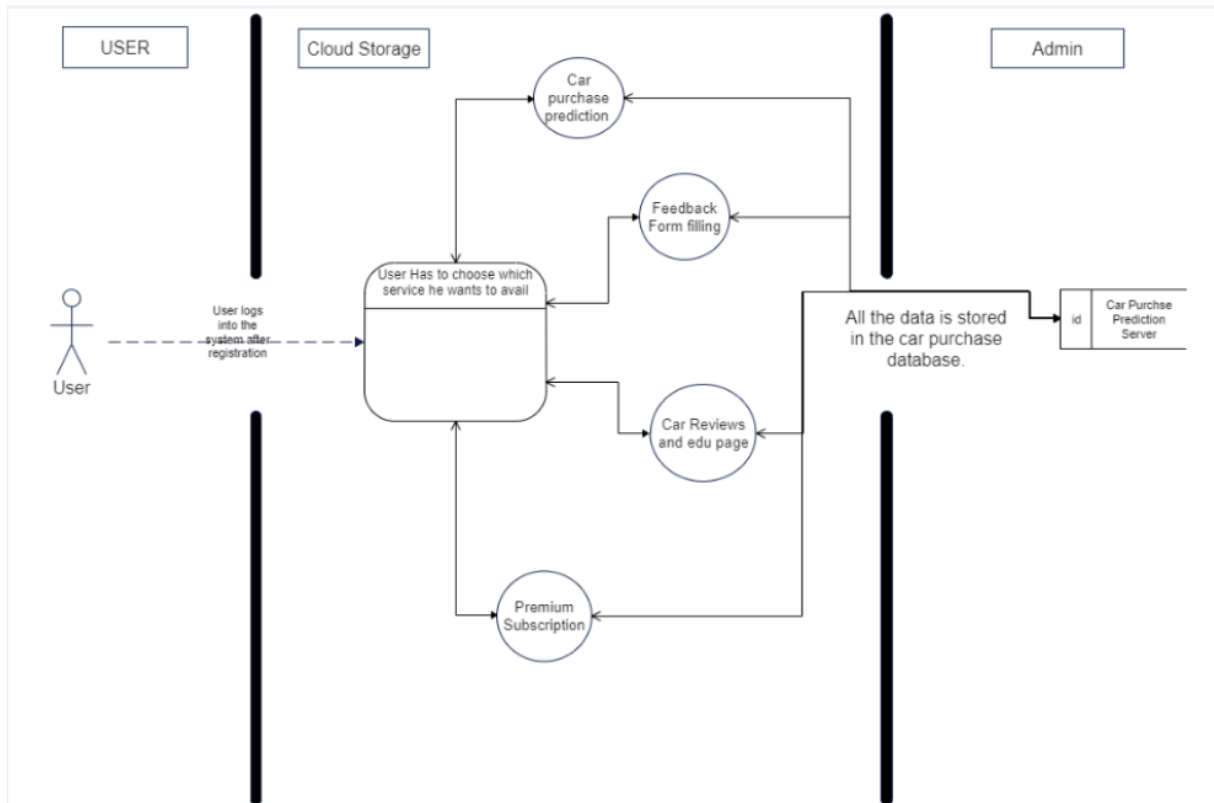 USER
Cloud Storage
Admin
Car
purchase
prediction
Feedback
Form filling
User Has to choose which
service he wants to avail
User logs
into the
system after
registration
User
All the data is stored
in the car purchase
database.
id
Car Purchse
Prediction
Server
Car Reviews
and edu page
Premium
Subscription